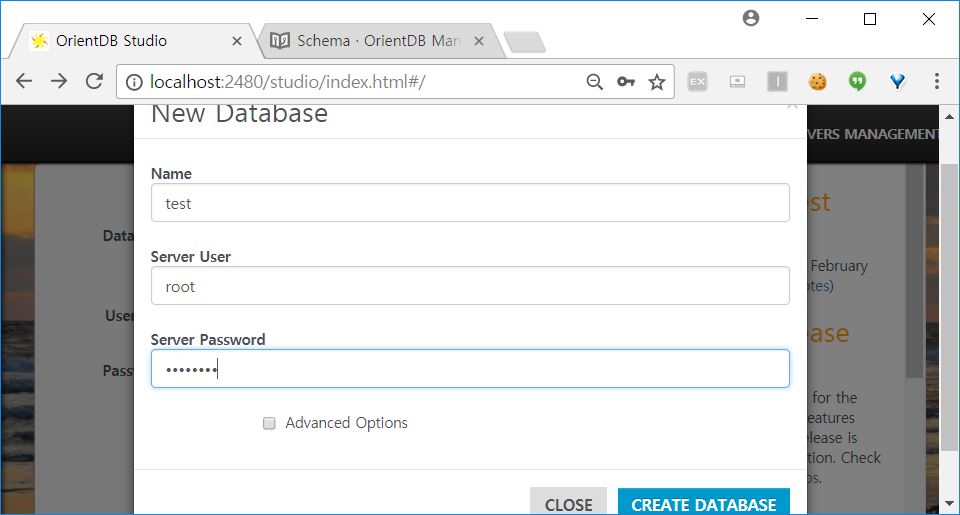 OrientDB Studio
Schema · OrientDB Man
localhost:2480/studio/index.html#/
EX
New Database
VERS MANAGEMENT
Name
test
Data
Server User
root
February
otes)
User
Server Password
••••••••
Pass
ase
for the
eatures
elease is
tion. Check
Advanced Options
CLOSE
CREATE DATABASE